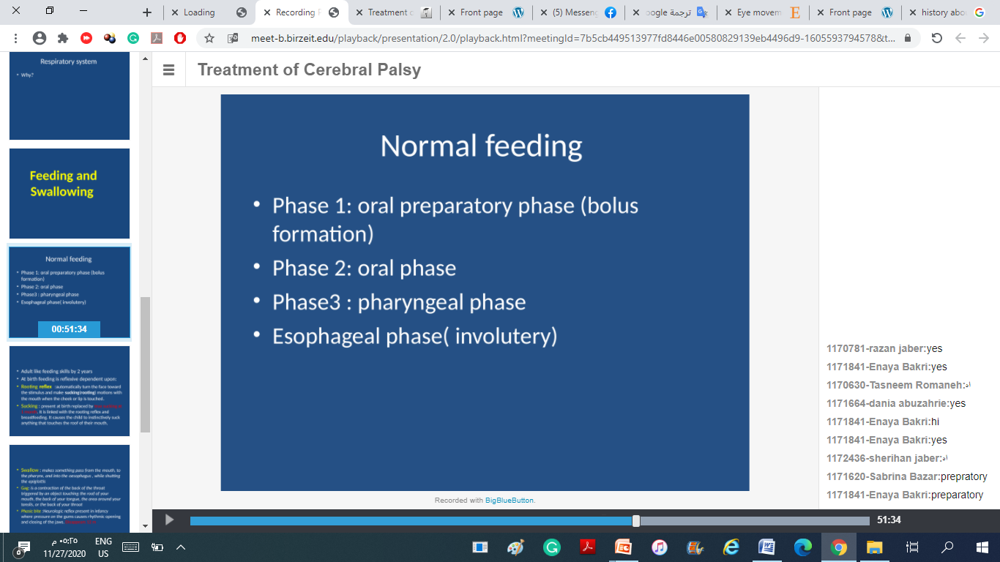 Loading
Recording P
Treatment o
Front page
(5) Messeng
ترجمة oogle
Eye movem
Front page
history abou
meet-b.birzeit.edu/playback/presentation/2.0/playback.html?meetingId=7b5cb449513977fd8446e00580829139eb4496d9-1605593794578&t...
Respiratory system
• Why?
Feeding and
Swallowing
Normal feeding
• Phase 1: oral preparatory phase (bolus
formation)
• Phase 2: oral phase
• Phase3 : pharyngeal phase
• Esophageal phase( involutery)
00:51:34
• Adult like feeding skills by 2 years
• At birth feeding is reflexive dependent upon:
• Rooting reflex :automatically turn the face toward
the stimulus and make sucking(rooting) motions with
the mouth when the cheek or lip is touched.
• Sucking : present at birth replaced by
. It is linked with the rooting reflex and
breastfeeding. It causes the child to instinctively suck
anything that touches the roof of their mouth.
• Swallow : makes something pass from the mouth, to
the pharynx, and into the oesophagus , while shutting
the epiglottis
• Gag: is a contraction of the back of the throat
triggered by an object touching the roof of your
mouth, the back of your tongue, the area around your
tonsils, or the back of your throat
• Phasic bite :Neurologic reflex present in infancy
where pressure on the gums causes rhythmic opening
and closing of the jaws.
Treatment of Cerebral Palsy
Normal feeding
• Phase 1: oral preparatory phase (bolus
formation)
• Phase 2: oral phase
• Phase3 : pharyngeal phase
• Esophageal phase( involutery)
Recorded with BigBlueButton.
1170781-razan jaber:yes
1171841-Enaya Bakri:yes
1170630-Tasneem Romaneh:اه
1171664-dania abuzahrie:yes
1171841-Enaya Bakri:hi
1171841-Enaya Bakri:yes
1172436-sherihan jaber:اه
1171620-Sabrina Bazar:prepratory
1171841-Enaya Bakri:preparatory
51:34
٠٥:٢٥ م
11/27/2020
ENG
US